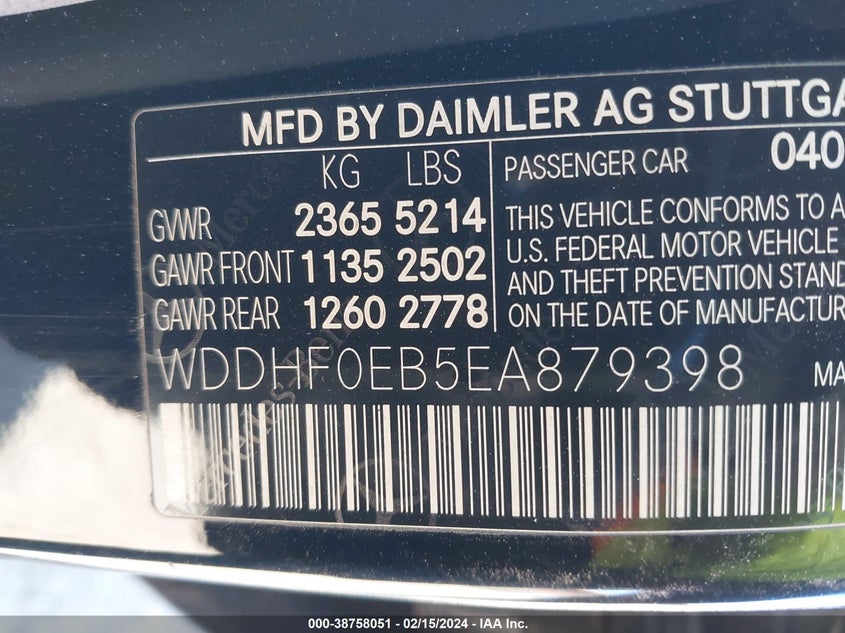 MFD BY DAIMLER AG STUTTGA
KG LBS
GVWR 2365 5214
GAWR FRONT 1135 2502
GAWR REAR 1260 2778
PASSENGER CAR 040
THIS VEHICLE CONFORMS TO A
U.S. FEDERAL MOTOR VEHICLE
AND THEFT PREVENTION STAND
ON THE DATE OF MANUFACTUR
WDDHF0EB5EA879398 MA
000-38758051 - 02/15/2024 - IAA Inc.